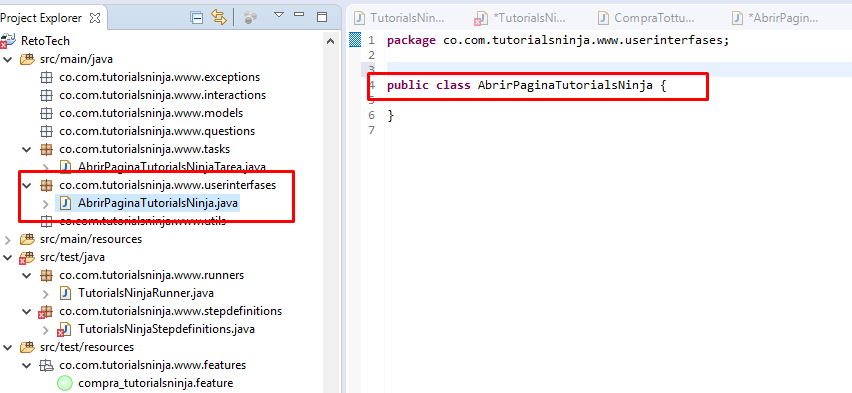 Project Explorer
RetoTech
src/main/java
co.com.tutorialsninja.www.exceptions
co.com.tutorialsninja.www.interactions
co.com.tutorialsninja.www.models
co.com.tutorialsninja.www.questions
co.com.tutorialsninja.www.tasks
AbrirPaginaTutorialsNinjaTarea.java
co.com.tutorialsninja.www.userinterfases
AbrirPaginaTutorialsNinja.java
co.com.tutorialsninja.www.utils
src/main/resources
src/test/java
co.com.tutorialsninja.www.runners
TutorialsNinjaRunner.java
co.com.tutorialsninja.www.stepdefinitions
TutorialsNinjaStepdefinitions.java
src/test/resources
co.com.tutorialsninja.www.features
compra_tutorialsninja.feature
TutorialsNin... *TutorialsNi... CompraTottu... *AbrirPagin...
1 package co.com.tutorialsninja.www.userinterfases;
2
3
4 public class AbrirPaginaTutorialsNinja {
5
6 }
7